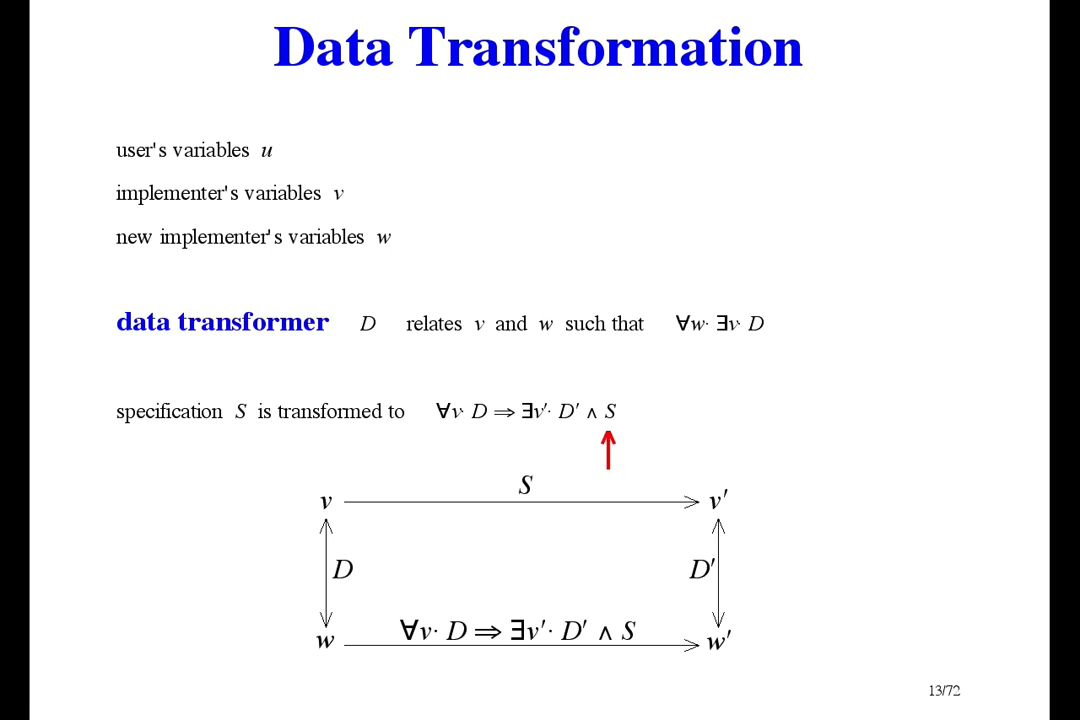 Data Transformation
user's variables u
implementer's variables v
new implementer's variables w
data transformer D relates v and w such that ∀w· ∃v· D
specification S is transformed to ∀v· D ⇒ ∃v′· D′ ∧ S
S
v v′
D D′
∀v· D ⇒ ∃v′· D′ ∧ S
w w′
13/72